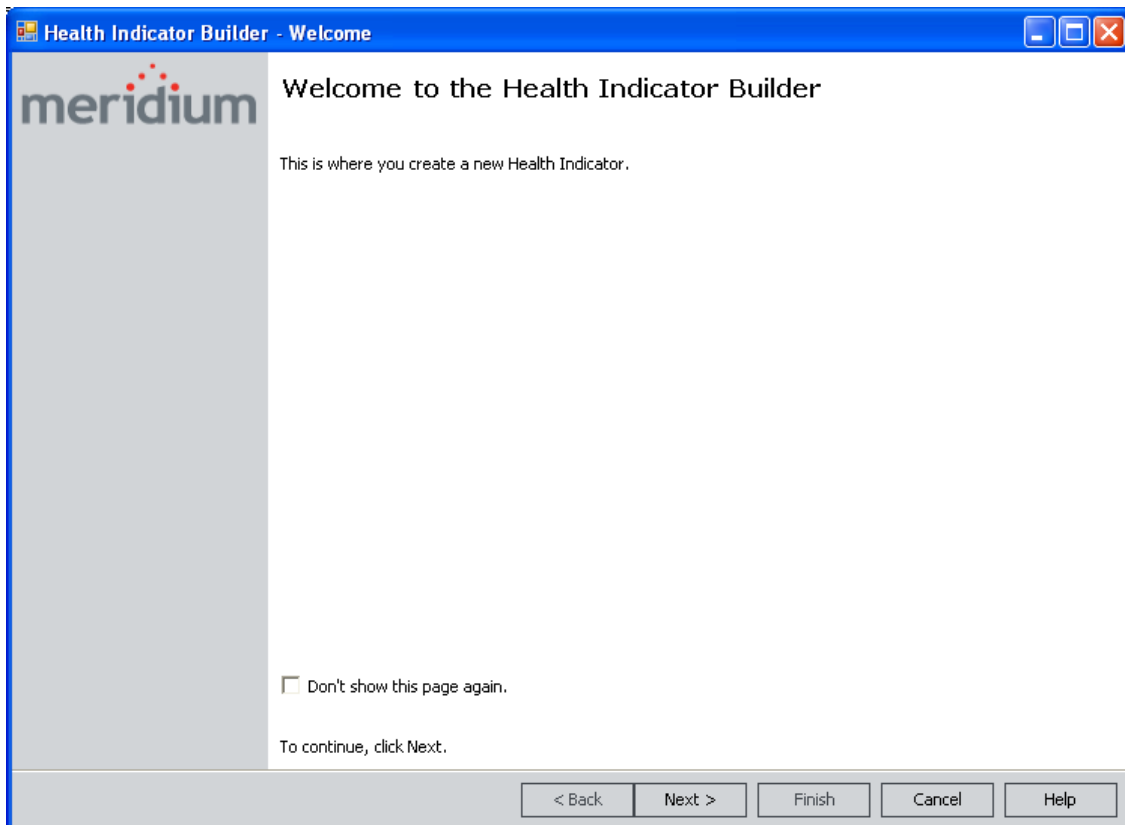 Health Indicator Builder - Welcome
meridium
Welcome to the Health Indicator Builder
This is where you create a new Health Indicator.
Don't show this page again.
To continue, click Next.
< Back Next > Finish Cancel Help